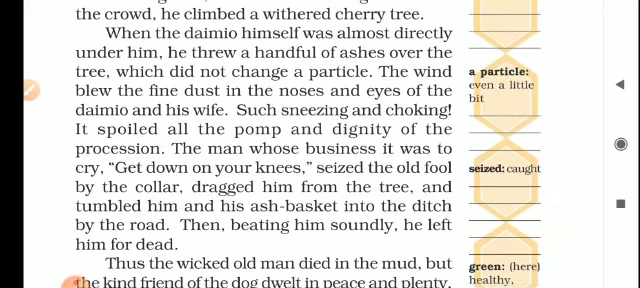 the crowd, he climbed a withered cherry tree.
When the daimio himself was almost directly
under him, he threw a handful of ashes over the
tree, which did not change a particle. The wind
blew the fine dust in the noses and eyes of the
daimio and his wife. Such sneezing and choking!
It spoiled all the pomp and dignity of the
procession. The man whose business it was to
cry, “Get down on your knees,” seized the old fool
by the collar, dragged him from the tree, and
tumbled him and his ash-basket into the ditch
by the road. Then, beating him soundly, he left
him for dead.
Thus the wicked old man died in the mud, but
the kind friend of the dog dwelt in peace and plenty,
a particle:
even a little
bit
seized: caught
green: (here)
healthy,